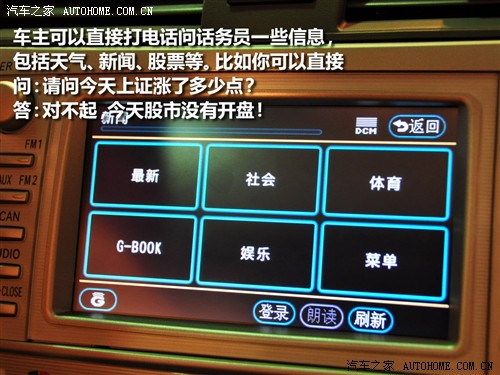 汽车之家 AUTOHOME.COM.CN
车主可以直接打电话问话务员一些信息，
包括天气、新闻、股票等。比如你可以直接
问：请问今天上证涨了多少点？
答：对不起 今天股市没有开盘！
新闻
DCM
返回
FM1
AUX FM2
最新
社会
体育
G-BOOK
娱乐
菜单
登录
朗读
刷新
汽车之家 AUTOHOME.COM.CN